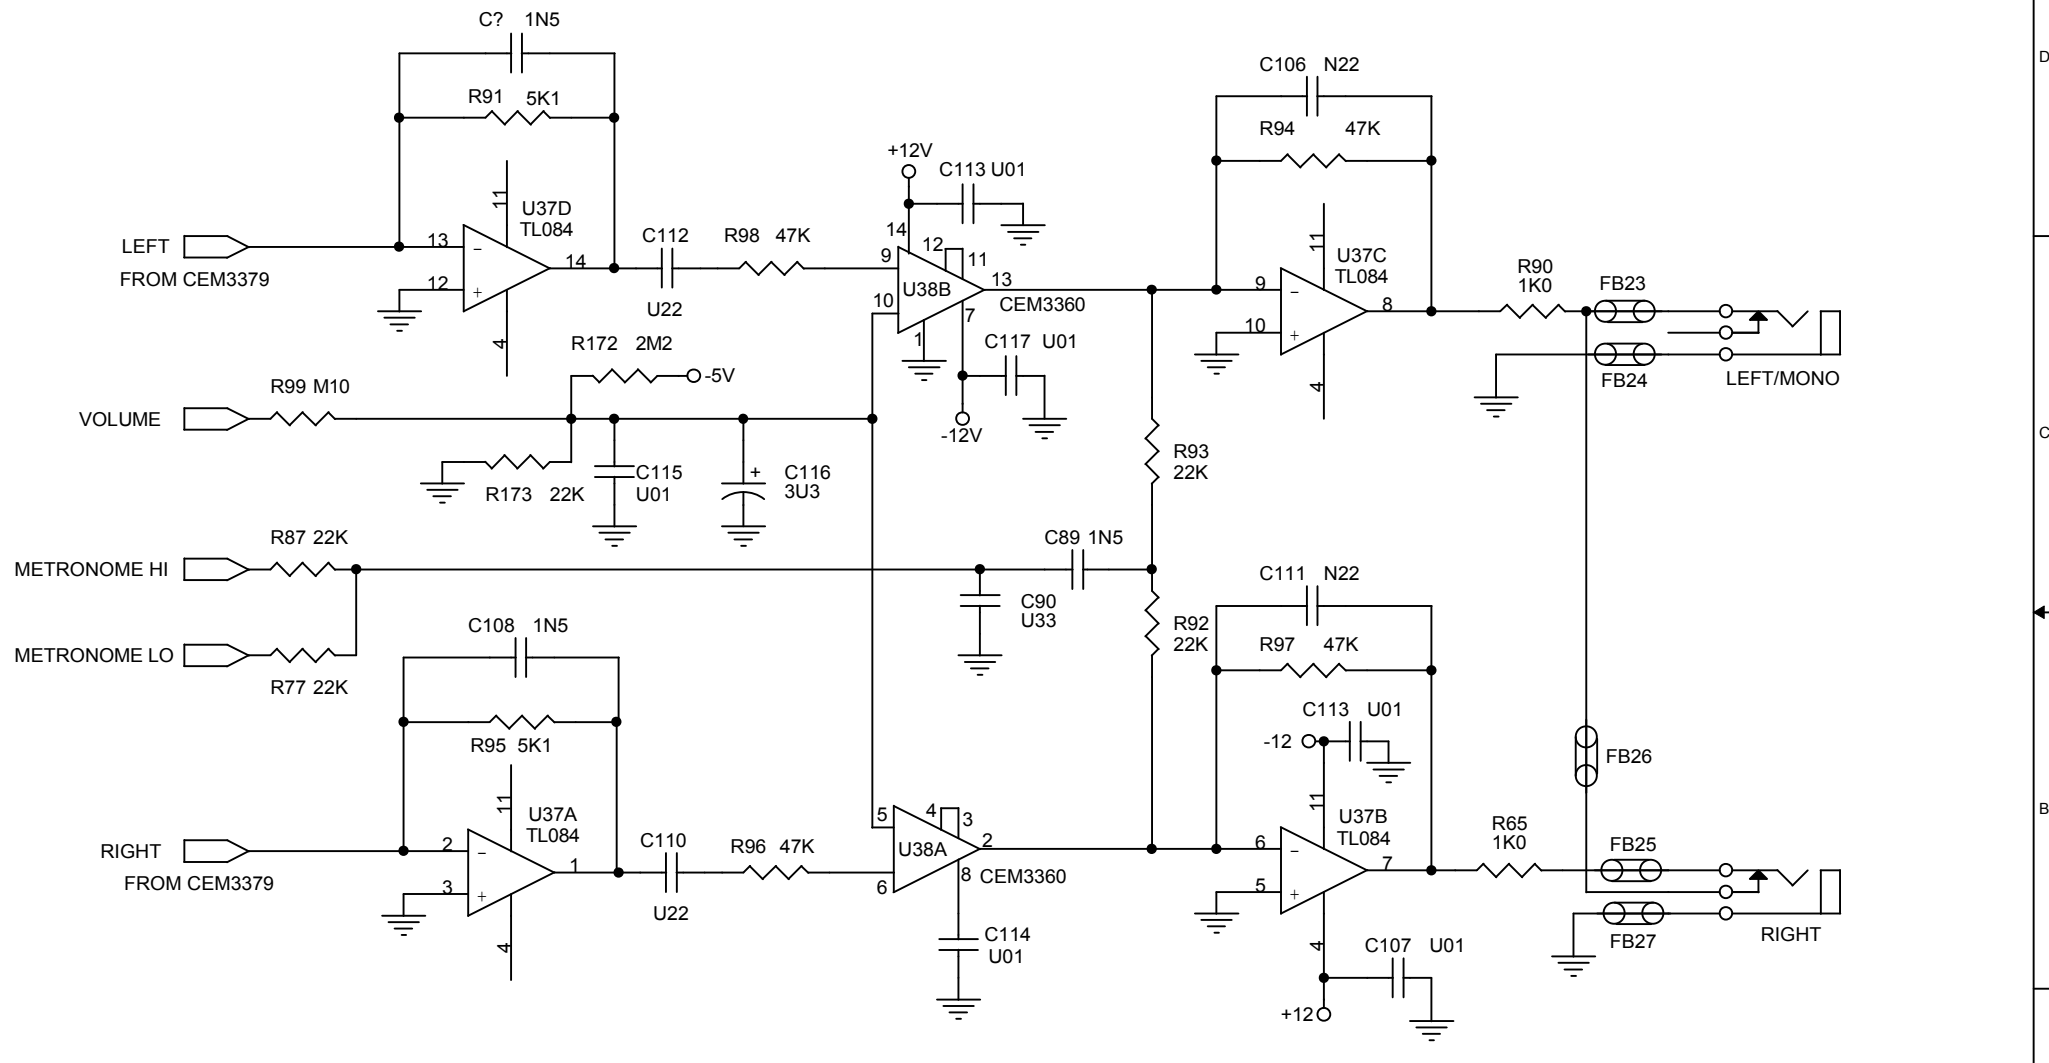 C? 1N5
R91 5K1
11
U37D
TL084
LEFT
13
−
14
12
+
4
FROM CEM3379
C112
U22
R98 47K
+12V
C113 U01
14
12
11
9
U38B
13
10
CEM3360
7
1
C117 U01
-12V
C106 N22
R94 47K
11
U37C
TL084
9
−
8
10
+
4
R90
1K0
FB23
FB24
LEFT/MONO
R172 2M2
-5V
R99 M10
VOLUME
R173 22K
C115
U01
+
C116
3U3
R93
22K
R87 22K
METRONOME HI
C89 1N5
C90
U33
METRONOME LO
R77 22K
R92
22K
C108 1N5
R95 5K1
11
U37A
TL084
RIGHT
2
−
1
3
+
4
FROM CEM3379
C110
U22
R96 47K
5
4
3
U38A
2
6
8
CEM3360
C114
U01
C111 N22
R97 47K
C113 U01
-12
11
U37B
TL084
6
−
7
5
+
4
C107 U01
+12
R65
1K0
FB26
FB25
FB27
RIGHT
D
C
B